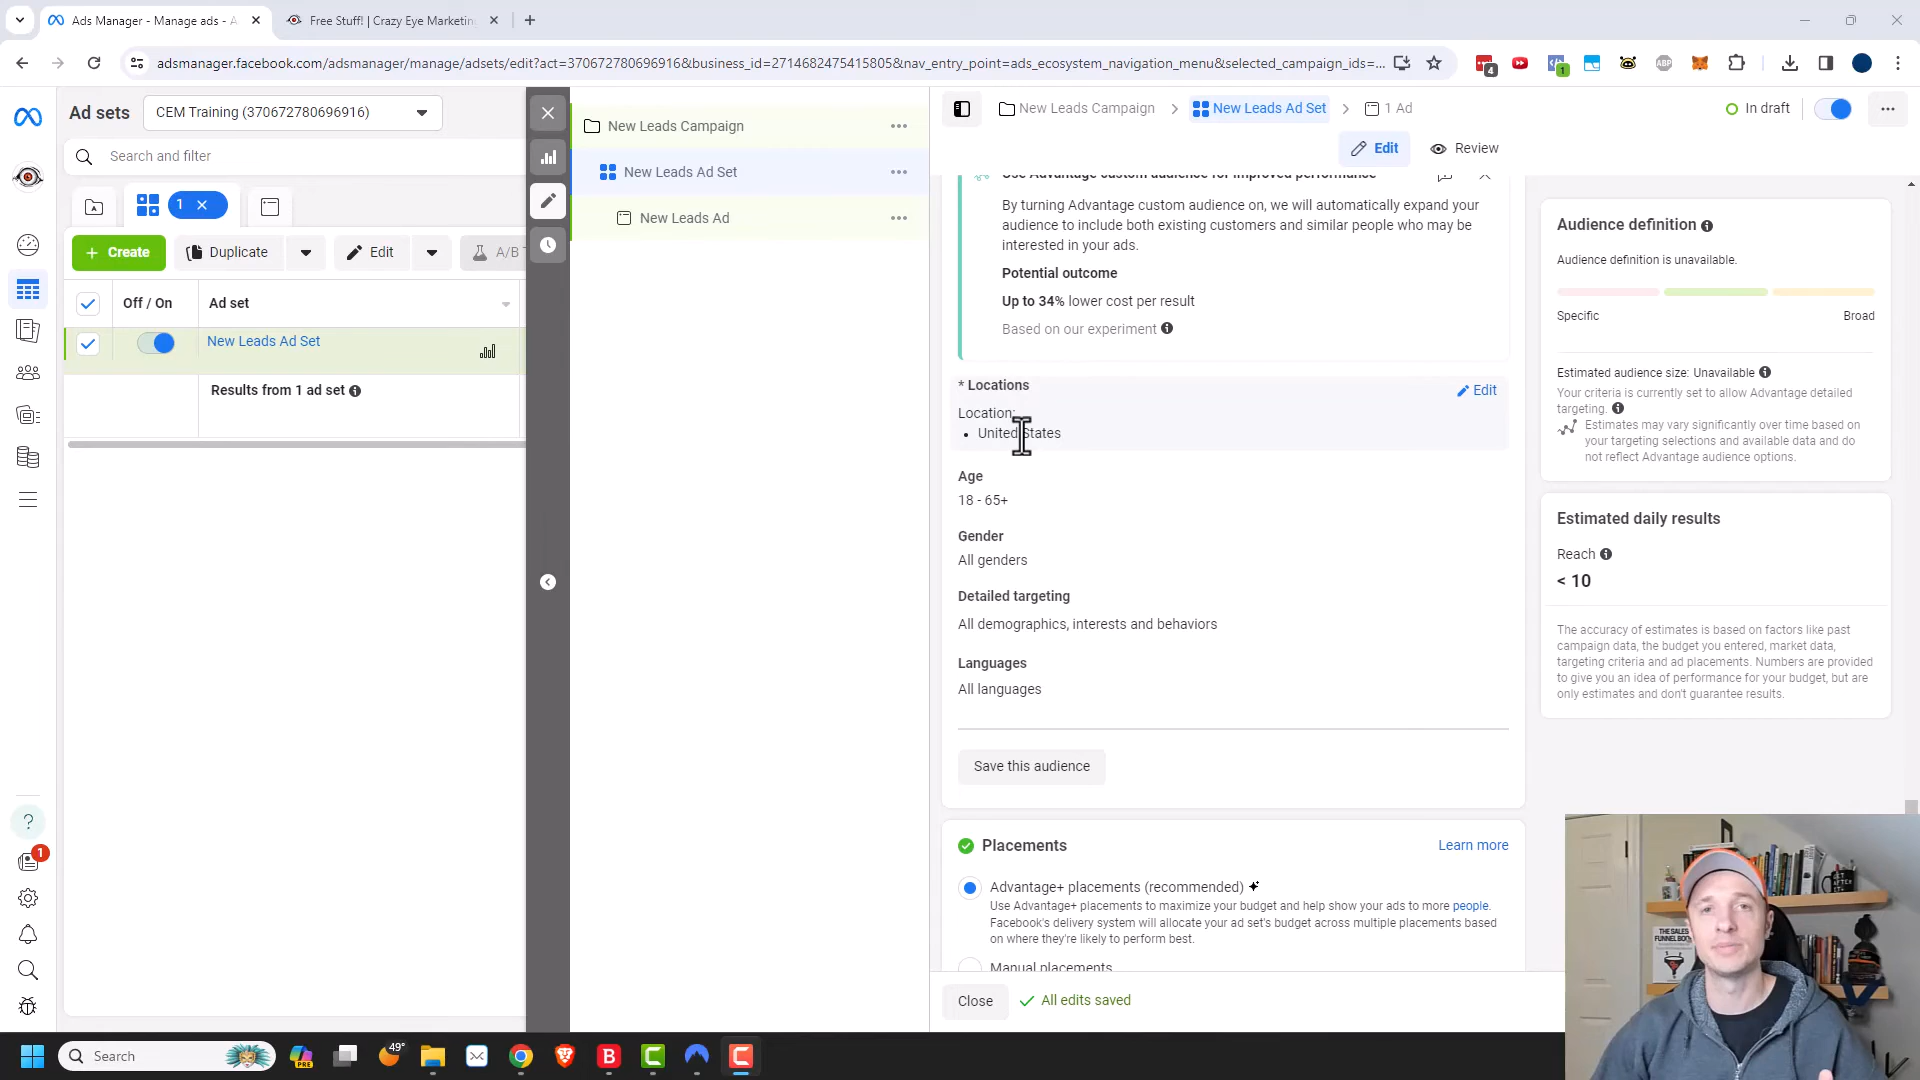 Ads Manager - Manage ads - A
Free Stuff! | Crazy Eye Marketin
adsmanager.facebook.com/adsmanager/manage/adsets/edit?act=370672780696916&business_id=2714682475415805&nav_entry_point=ads_ecosystem_navigation_menu&selected_campaign_ids=...
4
1
ABP
Ad sets
CEM Training (370672780696916)
Search and filter
1
Create
Duplicate
Edit
A/B T
Off / On
Ad set
New Leads Ad Set
Results from 1 ad set
New Leads Campaign
New Leads Ad Set
New Leads Ad
New Leads Campaign
New Leads Ad Set
1 Ad
In draft
Edit
Review
Use Advantage custom audience for improved performance
By turning Advantage custom audience on, we will automatically expand your
audience to include both existing customers and similar people who may be
interested in your ads.
Potential outcome
Up to 34% lower cost per result
Based on our experiment
* Locations
Edit
Location:
• United States
Age
18 - 65+
Gender
All genders
Detailed targeting
All demographics, interests and behaviors
Languages
All languages
Save this audience
Placements
Learn more
Advantage+ placements (recommended)
Use Advantage+ placements to maximize your budget and help show your ads to more people.
Facebook's delivery system will allocate your ad set's budget across multiple placements based
on where they're likely to perform best.
Manual placements
Close
All edits saved
Audience definition
Audience definition is unavailable.
Specific
Broad
Estimated audience size: Unavailable
Your criteria is currently set to allow Advantage detailed
targeting.
Estimates may vary significantly over time based on
your targeting selections and available data and do
not reflect Advantage audience options.
Estimated daily results
Reach
< 10
The accuracy of estimates is based on factors like past
campaign data, the budget you entered, market data,
targeting criteria and ad placements. Numbers are provided
to give you an idea of performance for your budget, but are
only estimates and don't guarantee results.
THE SALES
FUNNEL BOOK
GET
AFTER
IT
1
Search
PRE
49°
B